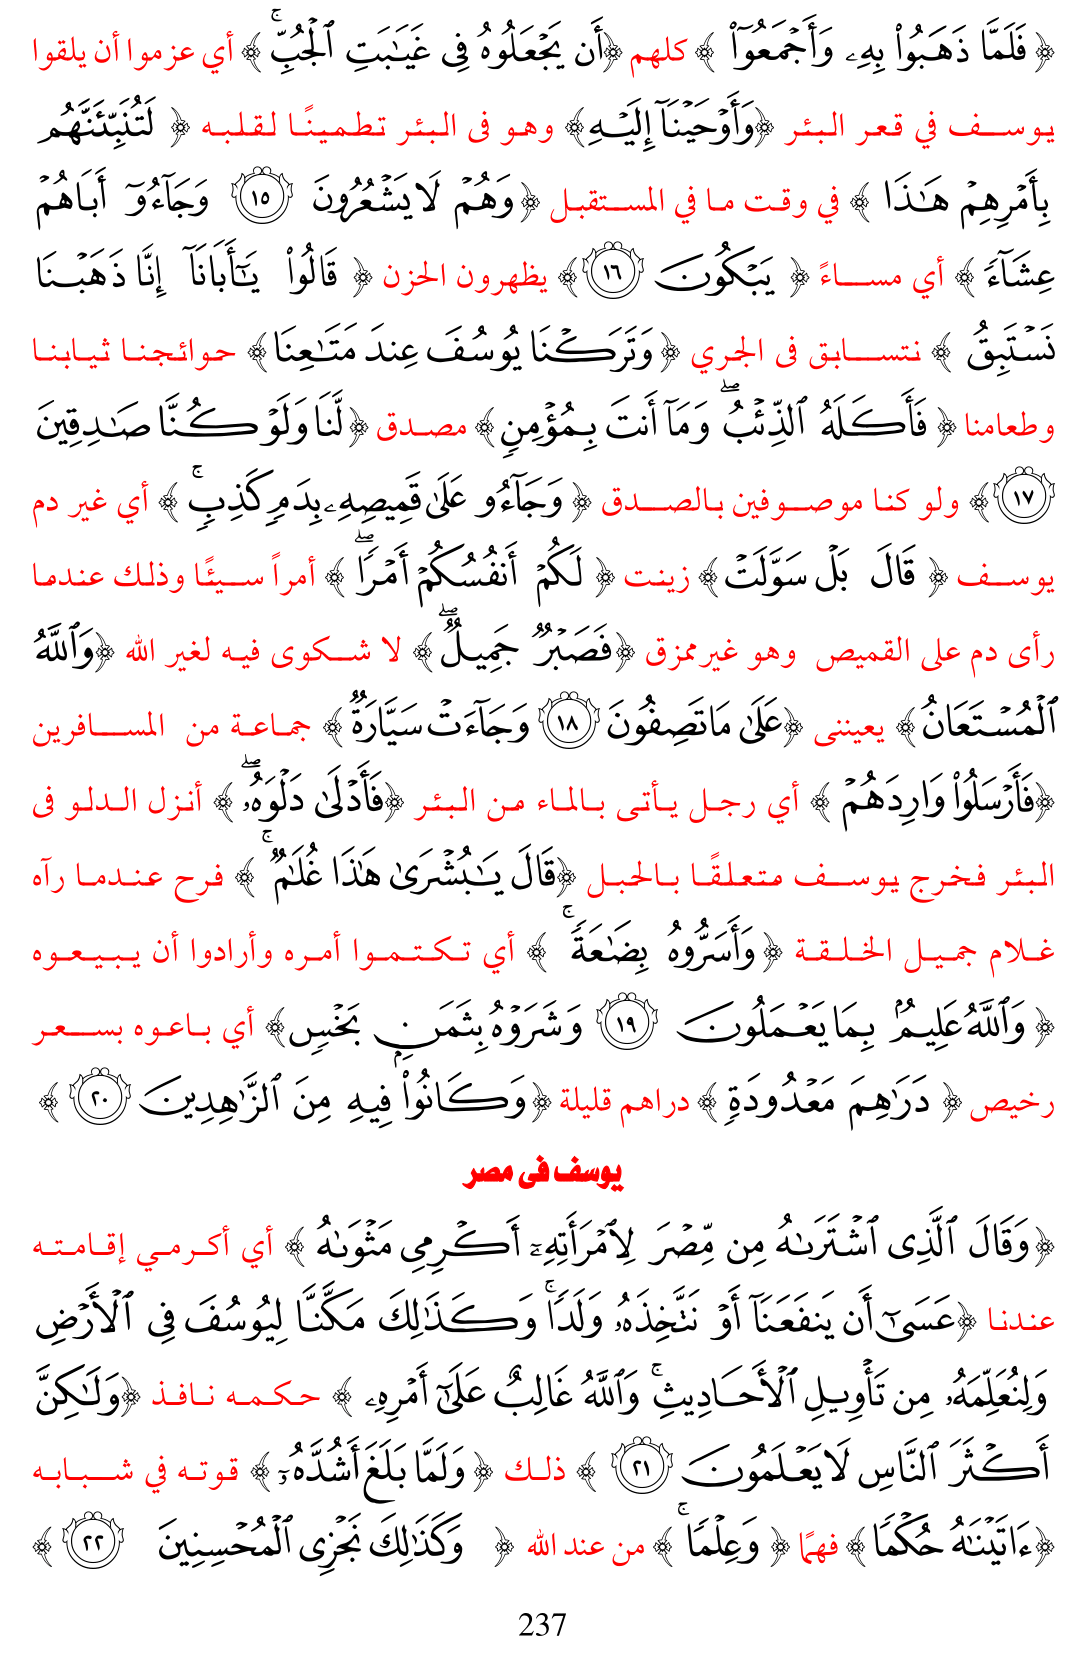 ﴿ فَلَمَّا ذَهَبُوا۟ بِهِۦ وَأَجْمَعُوٓا۟ ﴾ كلهم ﴿أَن يَجْعَلُوهُ فِى غَيَـٰبَتِ ٱلْجُبِّ ۚ ﴾ أي عزموا أن يلقوا
يوسف في قعر البئر ﴿وَأَوْحَيْنَآ إِلَيْهِ﴾ وهو فى البئر تطمينًا لقلبه ﴿ لَتُنَبِّئَنَّهُم
بِأَمْرِهِمْ هَـٰذَا ﴾ في وقت ما في المستقبل ﴿وَهُمْ لَا يَشْعُرُونَ ١٥ وَجَآءُوٓ أَبَاهُمْ
عِشَآءً ﴾ أي مساءً ﴿ يَبْكُونَ ١٦﴾ يظهرون الحزن ﴿ قَالُوا۟ يَـٰٓأَبَانَآ إِنَّا ذَهَبْنَا
نَسْتَبِقُ ﴾ نتسابق فى الجري ﴿وَتَرَكْنَا يُوسُفَ عِندَ مَتَـٰعِنَا﴾ حوائجنا ثيابنا
وطعامنا ﴿ فَأَكَلَهُ ٱلذِّئْبُ ۖ وَمَآ أَنتَ بِمُؤْمِنٍ﴾ مصدق ﴿لَّنَا وَلَوْ كُنَّا صَـٰدِقِينَ
١٧﴾ ولو كنا موصوفين بالصدق ﴿ وَجَآءُو عَلَىٰ قَمِيصِهِۦ بِدَمٍ كَذِبٍ ۚ ﴾ أي غير دم
يوسف ﴿ قَالَ بَلْ سَوَّلَتْ﴾ زينت ﴿ لَكُمْ أَنفُسُكُمْ أَمْرًا ۖ ﴾ أمراً سيئًا وذلك عندما
رأى دم على القميص وهو غيرممزق ﴿فَصَبْرٌ جَمِيلٌ ۖ ﴾ لا شكوى فيه لغير الله ﴿وَٱللَّهُ
ٱلْمُسْتَعَانُ﴾ يعيننى ﴿عَلَىٰ مَا تَصِفُونَ ١٨ وَجَآءَتْ سَيَّارَةٌ﴾ جماعة من المسافرين
﴿فَأَرْسَلُوا۟ وَارِدَهُمْ ﴾ أي رجل يأتى بالماء من البئر ﴿فَأَدْلَىٰ دَلْوَهُۥ ۖ ﴾ أنزل الدلو فى
البئر فخرج يوسف متعلقًا بالحبل ﴿قَالَ يَـٰبُشْرَىٰ هَـٰذَا غُلَـٰمٌ ۚ ﴾ فرح عندما رآه
غلام جميل الخلقة ﴿وَأَسَرُّوهُ بِضَـٰعَةً ۚ ﴾ أي تكتموا أمره وأرادوا أن يبيعوه
﴿ وَٱللَّهُ عَلِيمٌۢ بِمَا يَعْمَلُونَ ١٩ وَشَرَوْهُ بِثَمَنٍۭ بَخْسٍ﴾ أي باعوه بسعر
رخيص ﴿ دَرَٰهِمَ مَعْدُودَةٍ ﴾ دراهم قليلة ﴿وَكَانُوا۟ فِيهِ مِنَ ٱلزَّٰهِدِينَ ٢٠ ﴾
يوسف فى مصر
﴿وَقَالَ ٱلَّذِى ٱشْتَرَىٰهُ مِن مِّصْرَ لِٱمْرَأَتِهِۦٓ أَكْرِمِى مَثْوَىٰهُ ﴾ أي أكرمي إقامته
عندنا ﴿عَسَىٰٓ أَن يَنفَعَنَآ أَوْ نَتَّخِذَهُۥ وَلَدًا ۚ وَكَذَٰلِكَ مَكَّنَّا لِيُوسُفَ فِى ٱلْأَرْضِ
وَلِنُعَلِّمَهُۥ مِن تَأْوِيلِ ٱلْأَحَادِيثِ ۚ وَٱللَّهُ غَالِبٌ عَلَىٰٓ أَمْرِهِۦ ﴾ حكمه نافذ ﴿وَلَـٰكِنَّ
أَكْثَرَ ٱلنَّاسِ لَا يَعْلَمُونَ ٢١ ﴾ ذلك ﴿ وَلَمَّا بَلَغَ أَشُدَّهُۥٓ ﴾ قوته في شبابه
﴿ءَاتَيْنَـٰهُ حُكْمًا﴾ فهمًا ﴿ وَعِلْمًا ۚ ﴾ من عند الله ﴿ وَكَذَٰلِكَ نَجْزِى ٱلْمُحْسِنِينَ ٢٢ ﴾
237